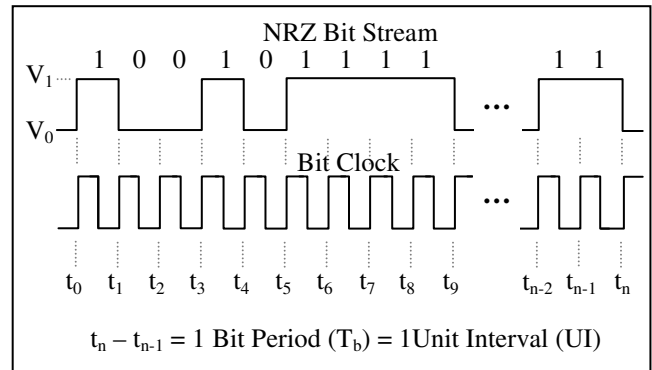 NRZ Bit Stream
1 0 0 1 0 1 1 1 1 1 1
V₁
...
V₀
Bit Clock
...
t₀ t₁ t₂ t₃ t₄ t₅ t₆ t₇ t₈ t₉ tₙ₋₂ tₙ₋₁ tₙ
tₙ – tₙ₋₁ = 1 Bit Period (T_b) = 1Unit Interval (UI)